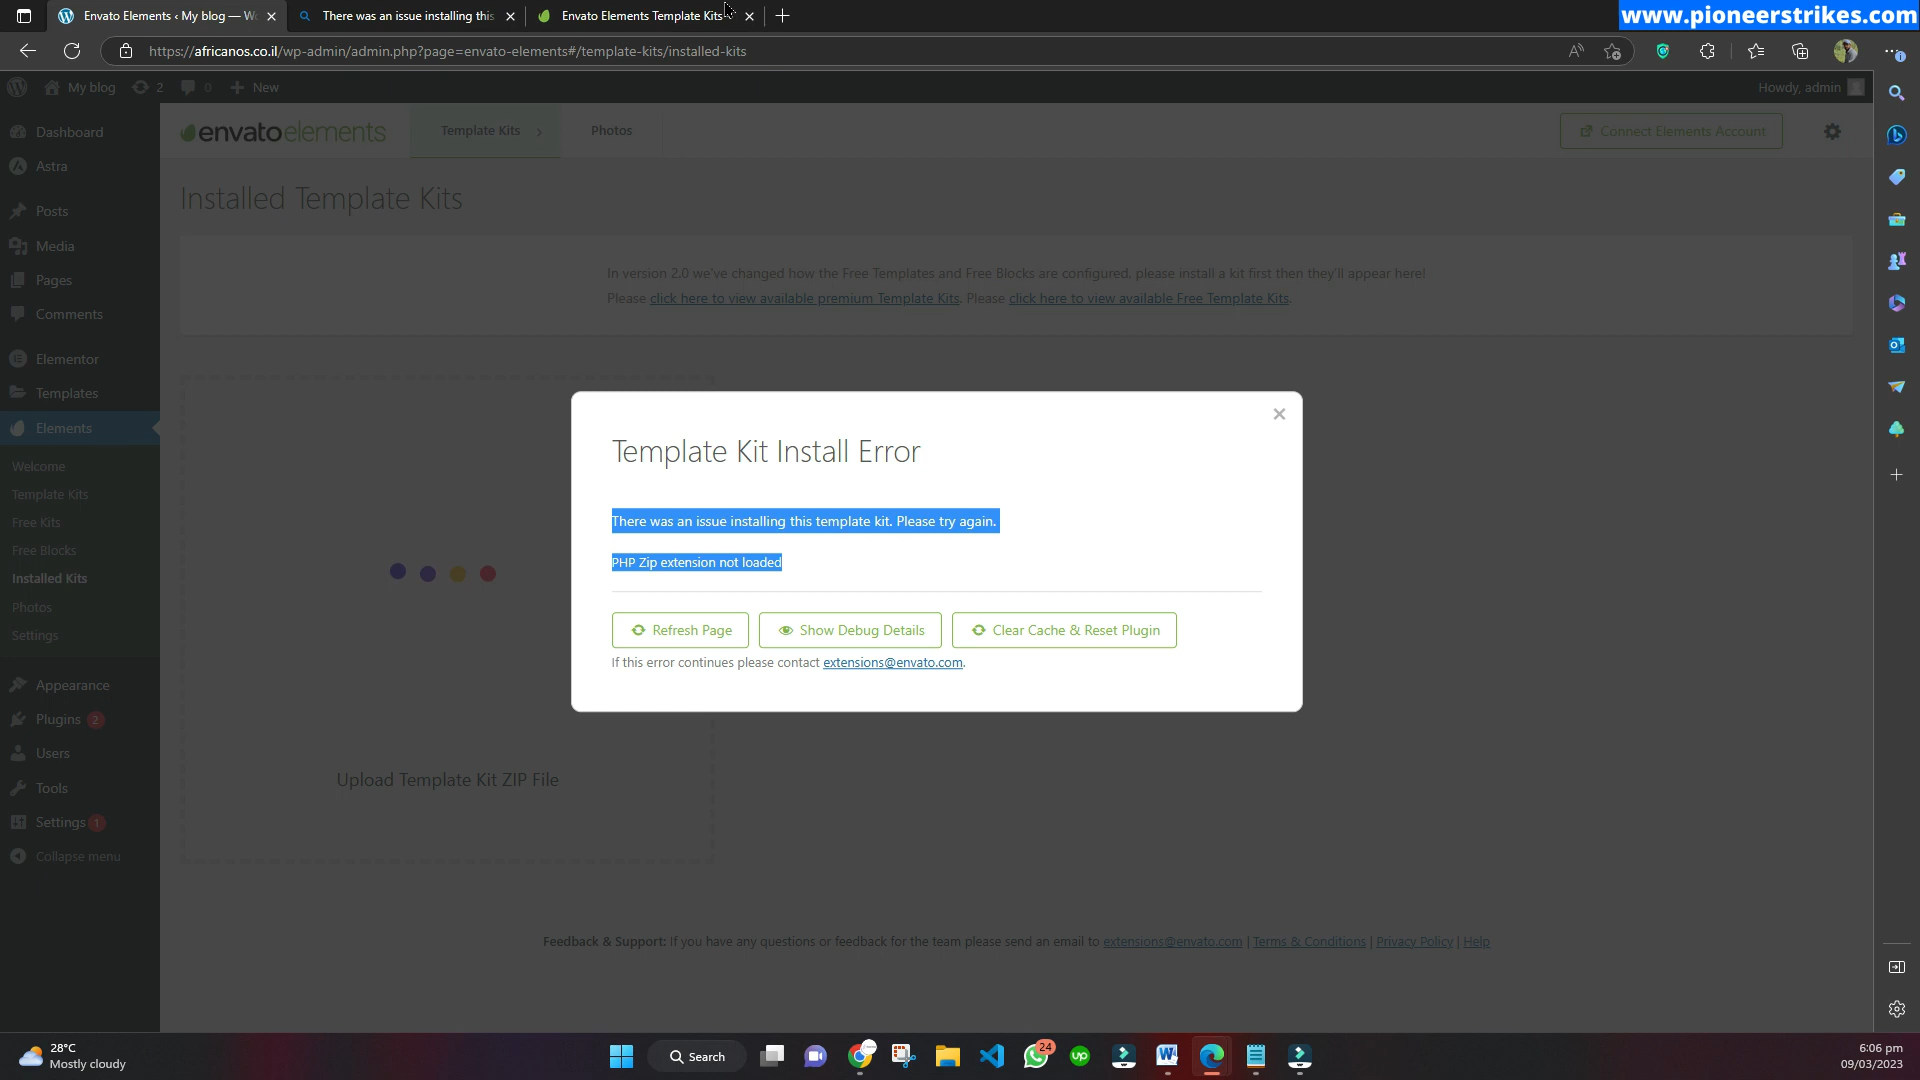 Envato Elements ‹ My blog — W
There was an issue installing this
Envato Elements Template Kits
www.pioneerstrikes.com
https://africanos.co.il/wp-admin/admin.php?page=envato-elements#/template-kits/installed-kits
My blog
2
0
New
Howdy, admin
Dashboard
Astra
Posts
Media
Pages
Comments
Elementor
Templates
Elements
Welcome
Template Kits
Free Kits
Free Blocks
Installed Kits
Photos
Settings
Appearance
Plugins 2
Users
Tools
Settings 1
Collapse menu
envatoelements
Template Kits
Photos
Connect Elements Account
Installed Template Kits
In version 2.0 we've changed how the Free Templates and Free Blocks are configured, please install a kit first then they'll appear here!
Please click here to view available premium Template Kits. Please click here to view available Free Template Kits.
Template Kit Install Error
There was an issue installing this template kit. Please try again.
PHP Zip extension not loaded
Refresh Page
Show Debug Details
Clear Cache & Reset Plugin
If this error continues please contact extensions@envato.com.
Upload Template Kit ZIP File
Feedback & Support: If you have any questions or feedback for the team please send an email to extensions@envato.com | Terms & Conditions | Privacy Policy | Help
28°C
Mostly cloudy
Search
24
up
6:06 pm
09/03/2023